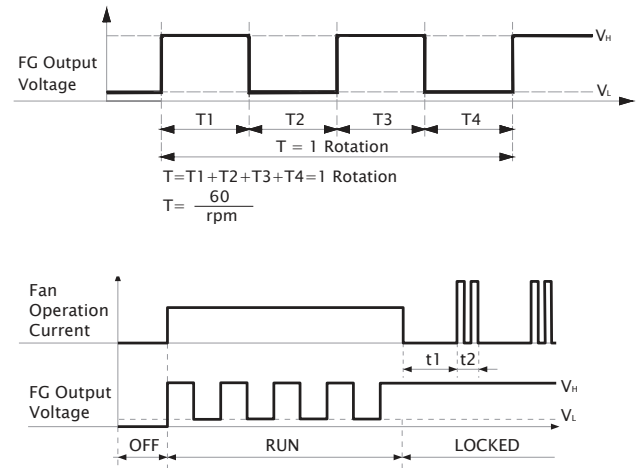 FG Output
Voltage
VH
VL
T1 T2 T3 T4
T = 1 Rotation
T=T1+T2+T3+T4=1 Rotation
T= 60
rpm
Fan
Operation
Current
t1 t2
FG Output
Voltage
VH
VL
OFF RUN LOCKED